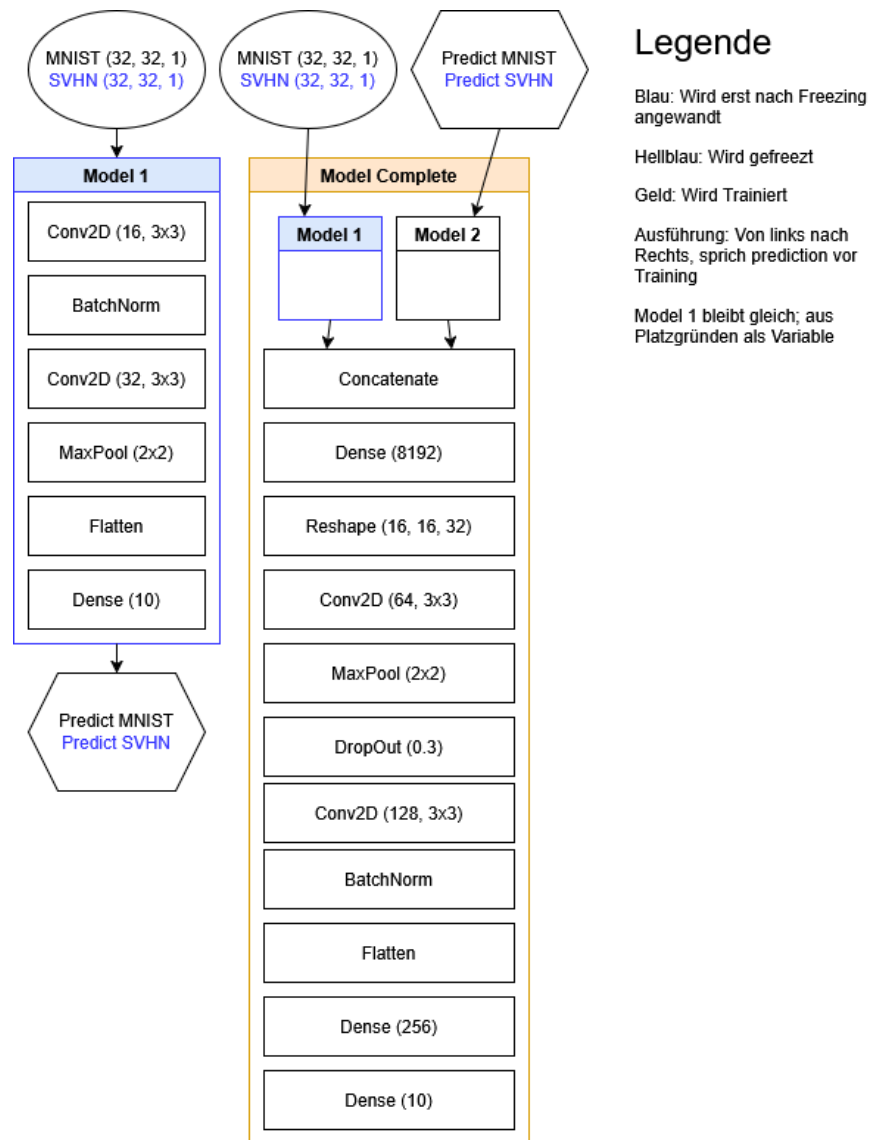 MNIST (32, 32, 1)
SVHN (32, 32, 1)
MNIST (32, 32, 1)
SVHN (32, 32, 1)
Predict MNIST
Predict SVHN
Model 1
Conv2D (16, 3x3)
BatchNorm
Conv2D (32, 3x3)
MaxPool (2x2)
Flatten
Dense (10)
Predict MNIST
Predict SVHN
Model Complete
Model 1
Model 2
Concatenate
Dense (8192)
Reshape (16, 16, 32)
Conv2D (64, 3x3)
MaxPool (2x2)
DropOut (0.3)
Conv2D (128, 3x3)
BatchNorm
Flatten
Dense (256)
Dense (10)
Legende
Blau: Wird erst nach Freezing
angewandt
Hellblau: Wird gefreezt
Geld: Wird Trainiert
Ausführung: Von links nach
Rechts, sprich prediction vor
Training
Model 1 bleibt gleich; aus
Platzgründen als Variable